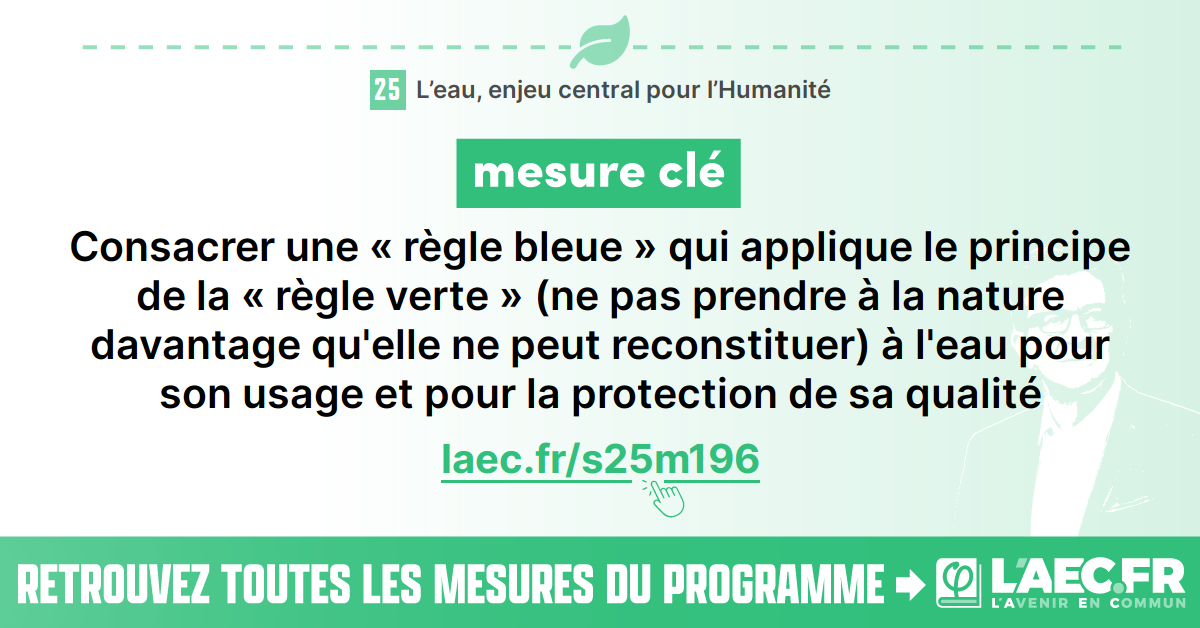 25 L’eau, enjeu central pour l’Humanité
mesure clé
Consacrer une « règle bleue » qui applique le principe
de la « règle verte » (ne pas prendre à la nature
davantage qu'elle ne peut reconstituer) à l'eau pour
son usage et pour la protection de sa qualité
laec.fr/s25m196
RETROUVEZ TOUTES LES MESURES DU PROGRAMME
φ L'AEC.FR
L'AVENIR EN COMMUN